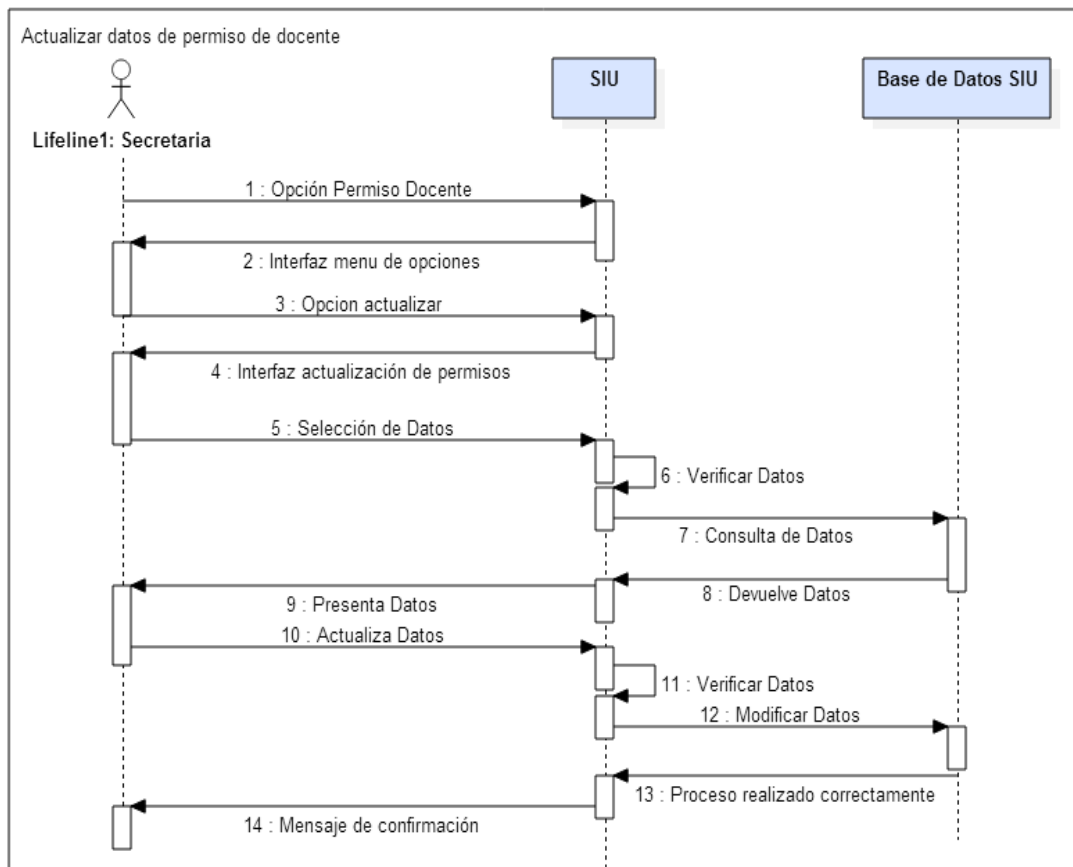 Actualizar datos de permiso de docente
SIU
Base de Datos SIU
Lifeline1: Secretaria
1 : Opción Permiso Docente
2 : Interfaz menu de opciones
3 : Opcion actualizar
4 : Interfaz actualización de permisos
5 : Selección de Datos
6 : Verificar Datos
7 : Consulta de Datos
8 : Devuelve Datos
9 : Presenta Datos
10 : Actualiza Datos
11 : Verificar Datos
12 : Modificar Datos
13 : Proceso realizado correctamente
14 : Mensaje de confirmación